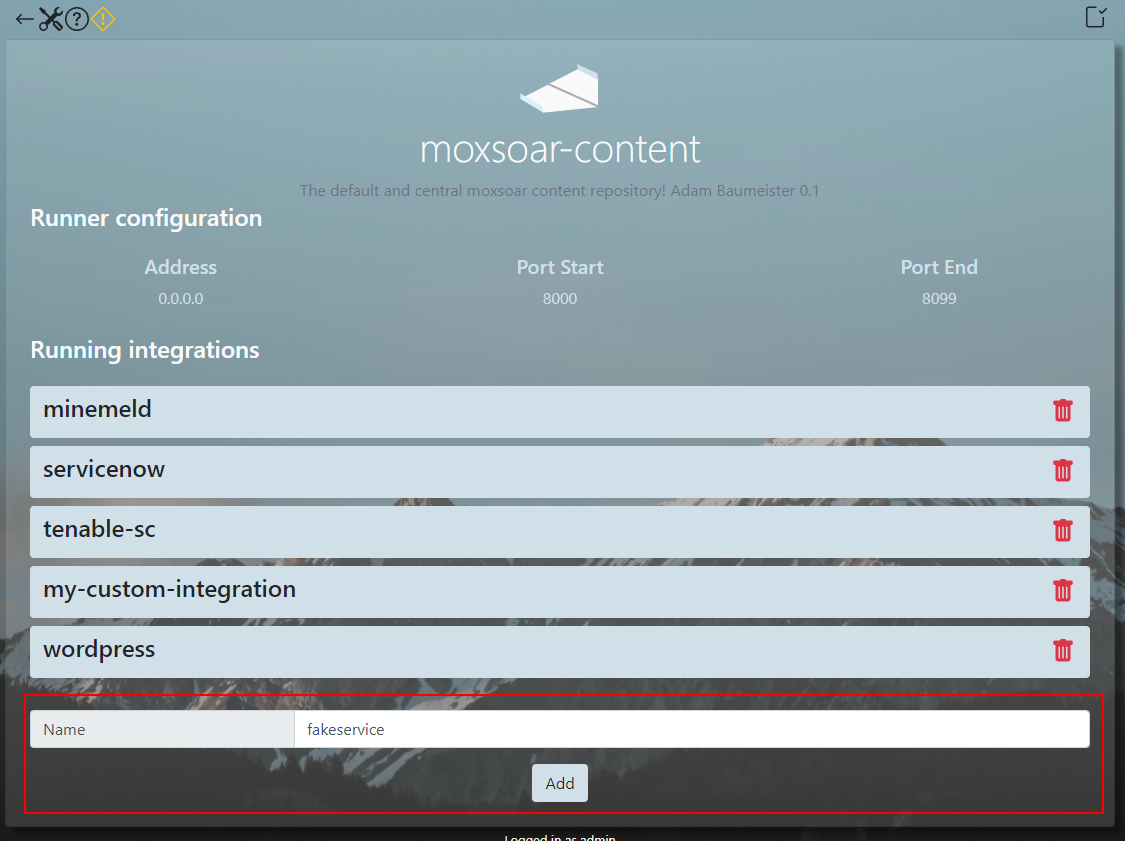 moxsoar-content
The default and central moxsoar content repository! Adam Baumeister 0.1
Runner configuration
Address Port Start Port End
0.0.0.0 8000 8099
Running integrations
minemeld
servicenow
tenable-sc
my-custom-integration
wordpress
Name fakeservice
Add
Logged in as admin